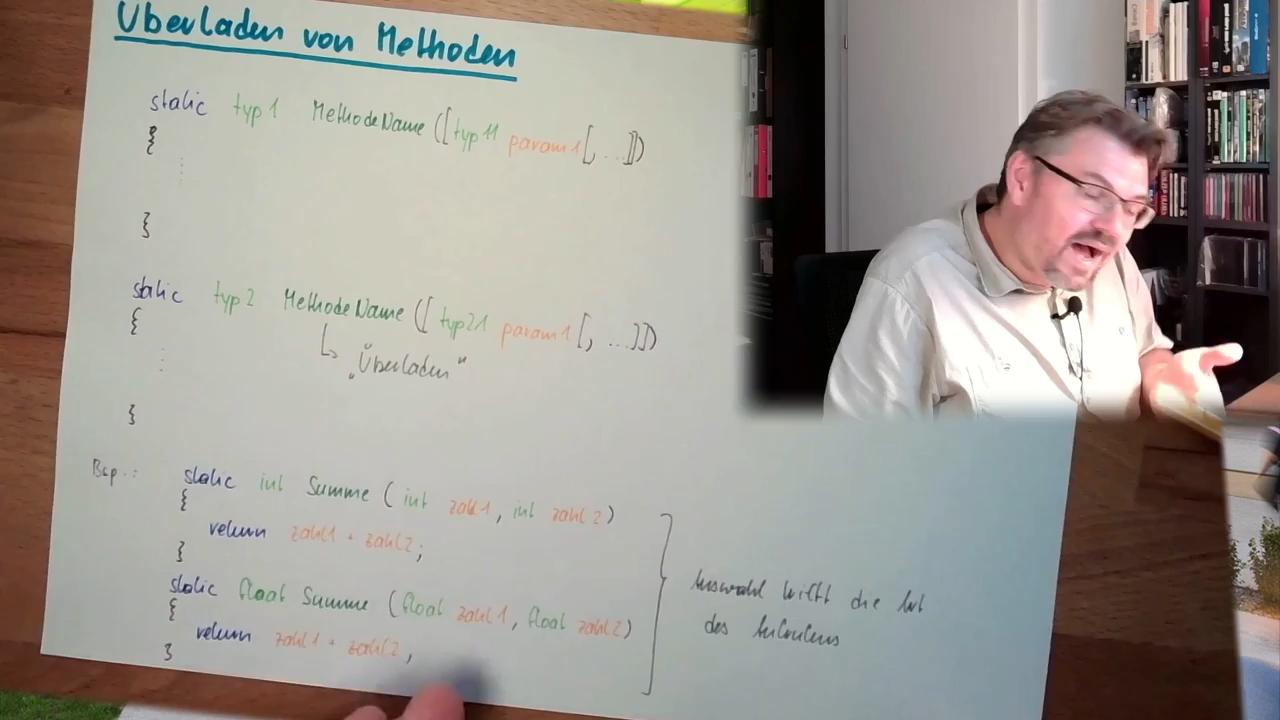 Überladen von Methoden
static typ1 MethodeName ([typ11 param1[, ...]])
{
⋮
}
static typ2 MethodeName ([typ21 param1[, ...]])
{
↳ „Überladen"
⋮
}
Bsp.: static int Summe (int zahl1, int zahl2)
{
return zahl1 + zahl2;
}
static float Summe (float zahl1, float zahl2)
{
return zahl1 + zahl2;
}
Auswahl trifft die Art
des